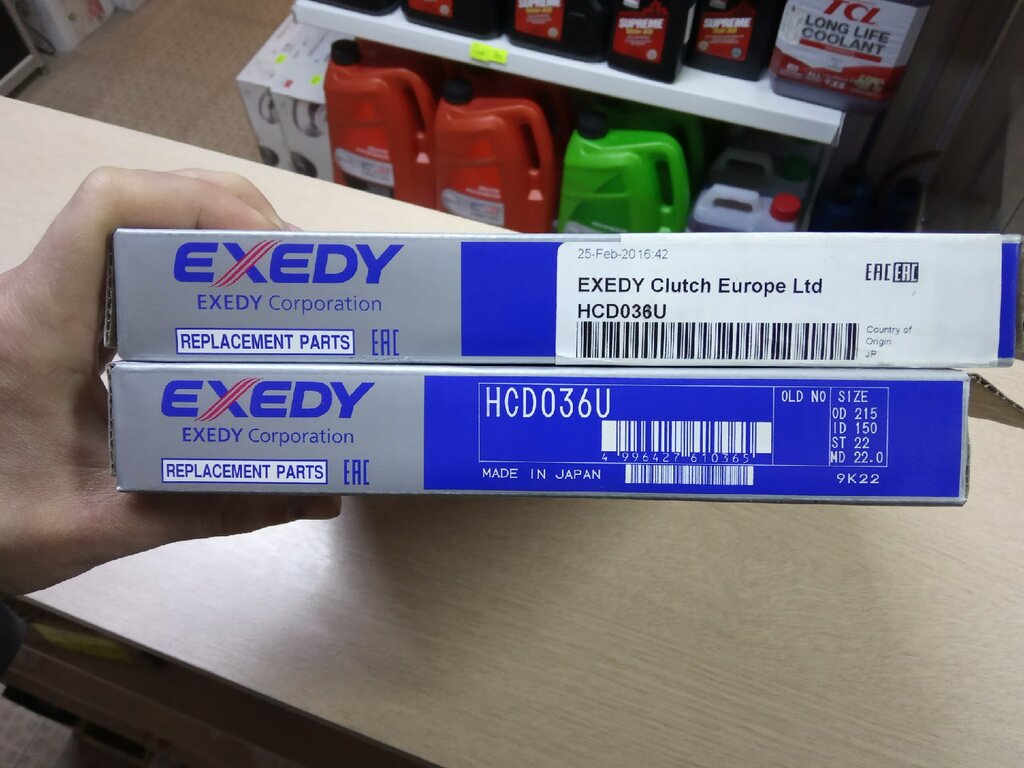 SUPREME
SUPREME
SUPREME
TCL
LONG LIFE
COOLANT
EXEDY
EXEDY Corporation
REPLACEMENT PARTS EAC
25-Feb-2016:42
EXEDY Clutch Europe Ltd
HCD036U
EAC EAC
Country of
Origin
JP
EXEDY
EXEDY Corporation
REPLACEMENT PARTS EAC
HCD036U
4 996427 610365
MADE IN JAPAN
OLD NO
SIZE
OD 215
ID 150
ST 22
MD 22.0
9K22